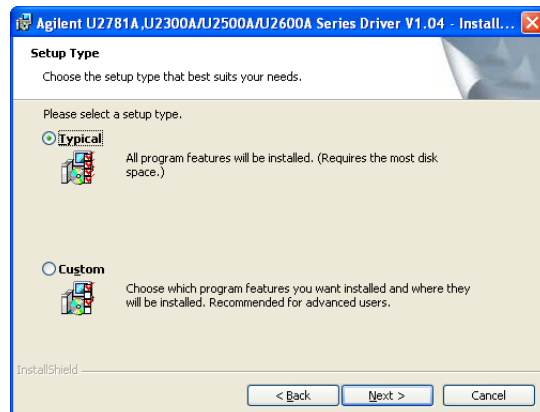 Agilent U2781A,U2300A/U2500A/U2600A Series Driver V1.04 - Install...
Setup Type
Choose the setup type that best suits your needs.
Please select a setup type.
Typical
All program features will be installed. (Requires the most disk
space.)
Custom
Choose which program features you want installed and where they
will be installed. Recommended for advanced users.
InstallShield
< Back
Next >
Cancel